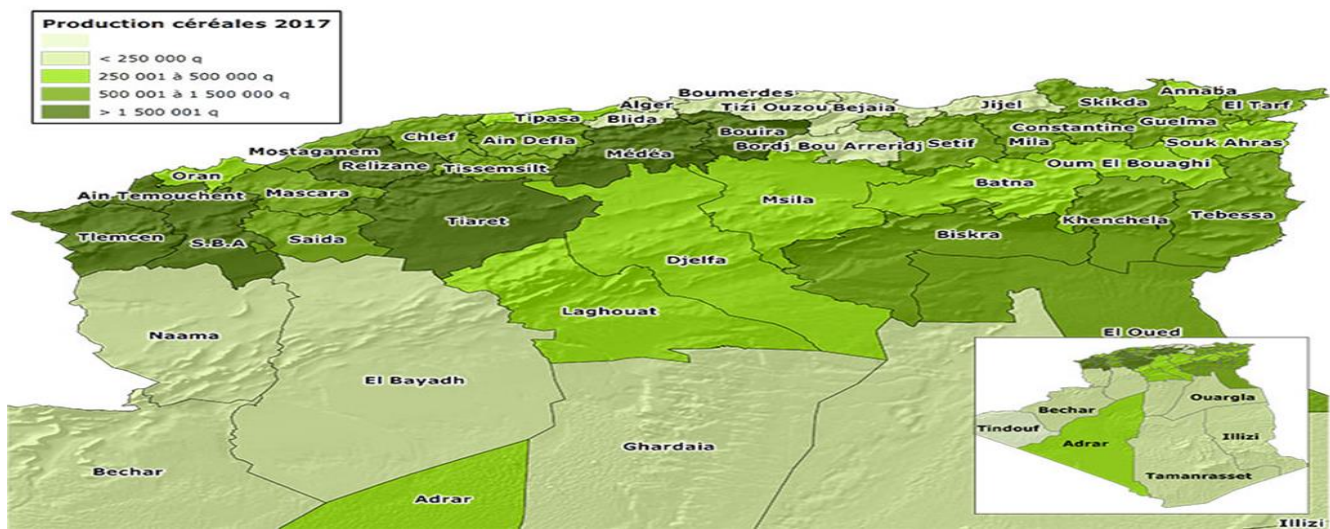 Production céréales 2017
< 250 000 q
250 001 à 500 000 q
500 001 à 1 500 000 q
> 1 500 001 q
Boumerdes
Alger
Tizi Ouzou
Bejaia
Jijel
Skikda
Annaba
El Tarf
Tipasa
Blida
Chlef
Ain Defla
Bouira
Constantine
Guelma
Mostaganem
Relizane
Tissemsilt
Médéa
Bordj Bou Arreridj
Setif
Mila
Souk Ahras
Oran
Oum El Bouaghi
Ain Temouchent
Mascara
Msila
Batna
Tlemcen
S.B.A
Saida
Tiaret
Khenchela
Tebessa
Biskra
Djelfa
Laghouat
Naama
El Oued
El Bayadh
Ghardaia
Bechar
Adrar
Illizi
Ouargla
Bechar
Tindouf
Adrar
Illizi
Tamanrasset